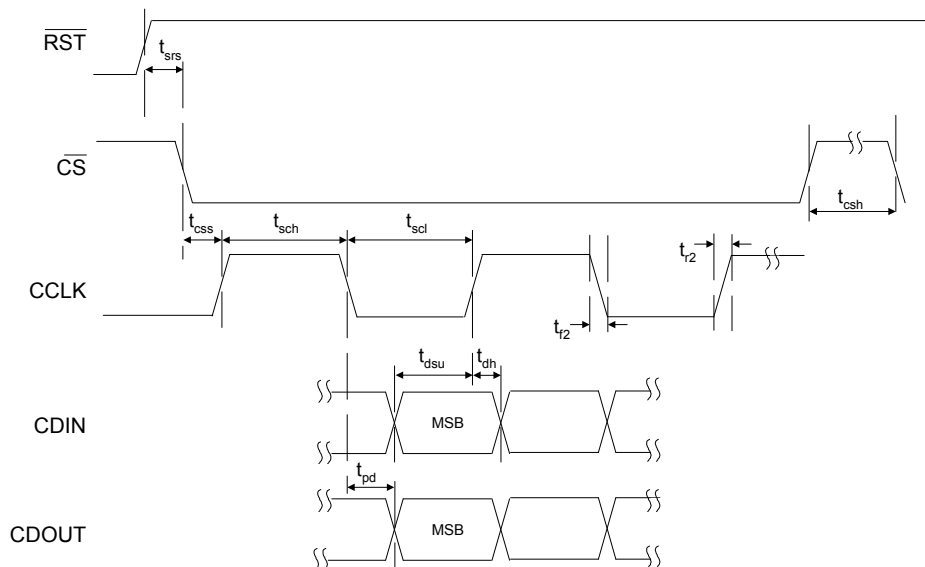 RST
t_srs
CS
t_csh
t_css
t_sch
t_scl
t_r2
CCLK
t_f2
t_dsu
t_dh
CDIN
MSB
t_pd
CDOUT
MSB